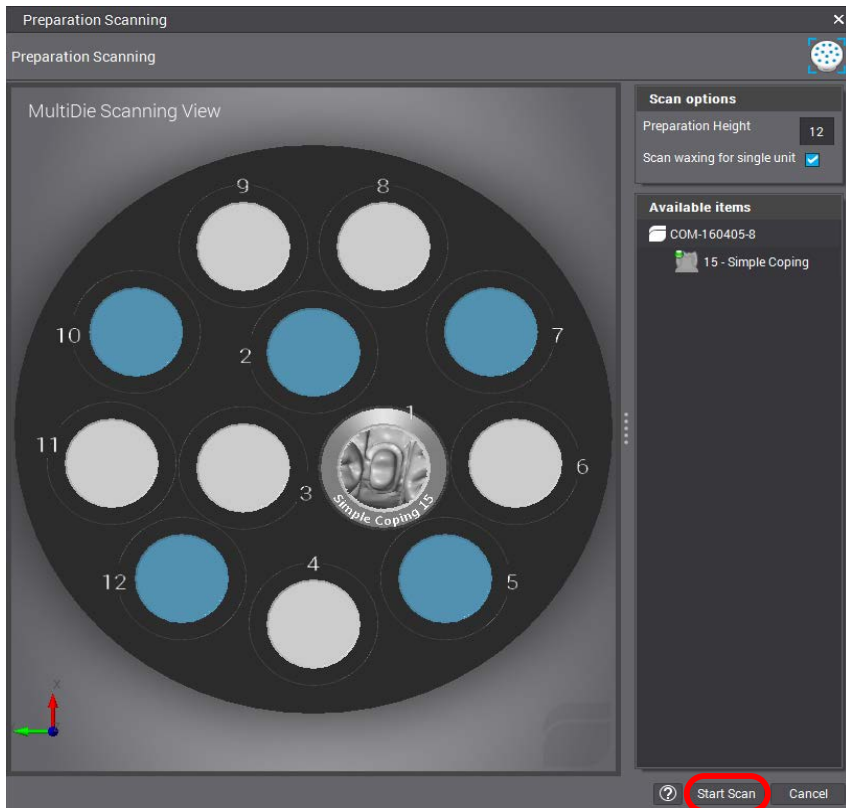 Preparation Scanning
Preparation Scanning
MultiDie Scanning View
9
8
10
7
2
11
1
6
3
Simple Coping 15
4
12
5
X
Scan options
Preparation Height 12
Scan waxing for single unit
Available items
COM-160405-8
15 - Simple Coping
? Start Scan Cancel